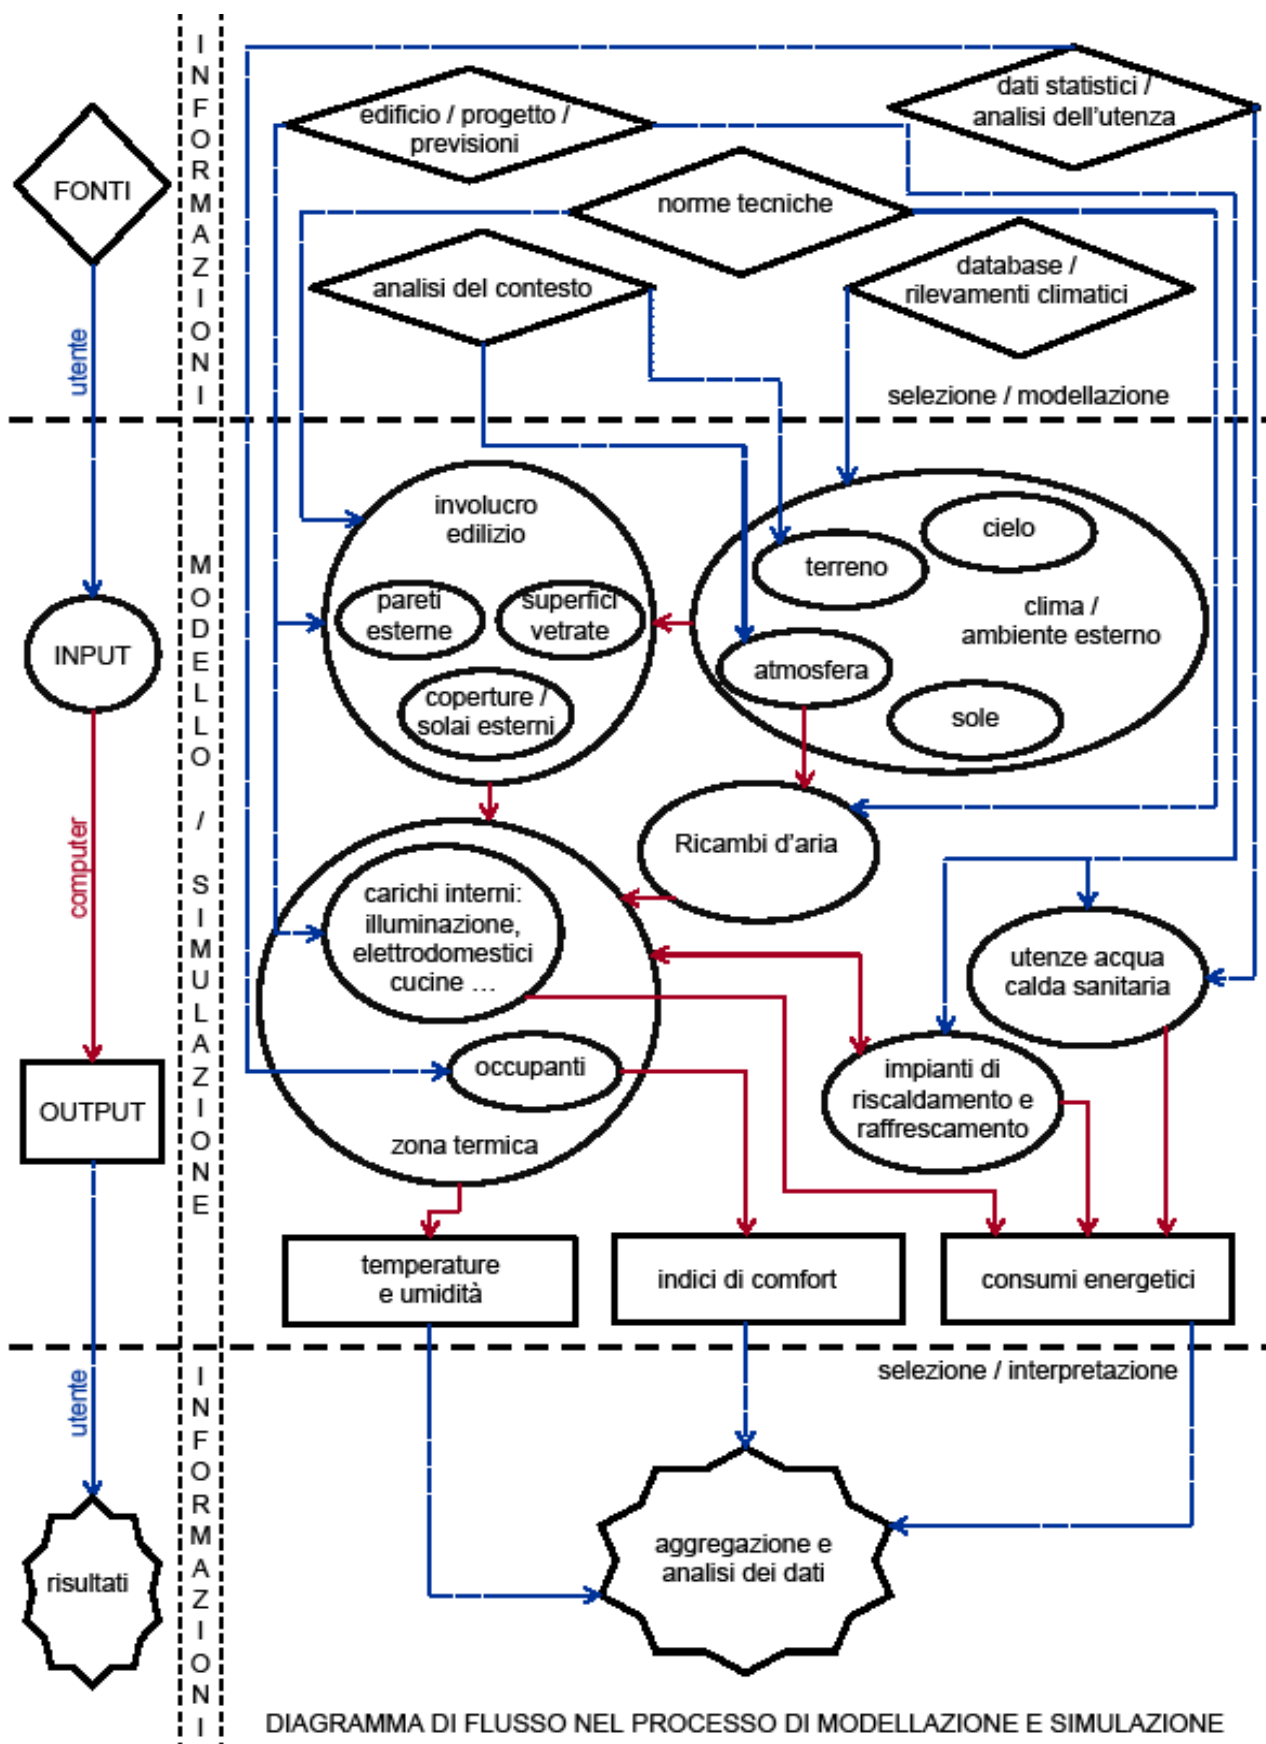 FONTI
utente
INPUT
computer
OUTPUT
utente
risultati
INFORMAZIONI
MODELLO / SIMULAZIONE
INFORMAZIONI
dati statistici /
analisi dell'utenza
edificio / progetto /
previsioni
norme tecniche
analisi del contesto
database /
rilevamenti climatici
selezione / modellazione
involucro
edilizio
pareti
esterne
superfici
vetrate
coperture /
solai esterni
cielo
terreno
clima /
ambiente esterno
atmosfera
sole
Ricambi d'aria
carichi interni:
illuminazione,
elettrodomestici
cucine ...
occupanti
zona termica
utenze acqua
calda sanitaria
impianti di
riscaldamento e
raffrescamento
temperature
e umidità
indici di comfort
consumi energetici
selezione / interpretazione
aggregazione e
analisi dei dati
DIAGRAMMA DI FLUSSO NEL PROCESSO DI MODELLAZIONE E SIMULAZIONE